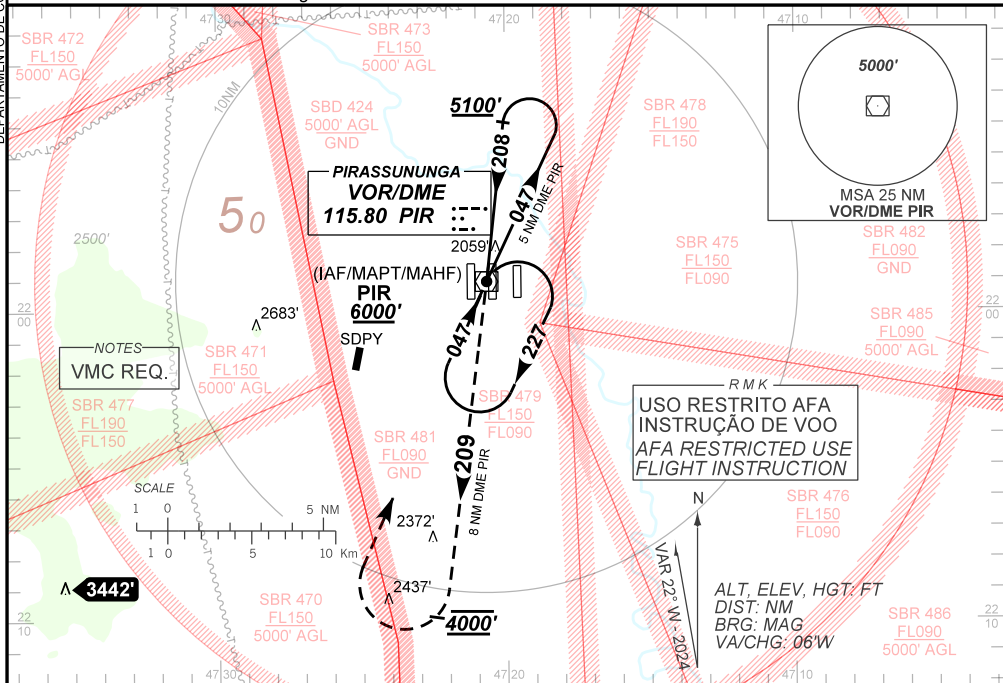 47 30
47 20
47 10
SBR 472
FL150
5000' AGL
SBR 473
FL150
5000' AGL
10NM
SBD 424
5000' AGL
GND
5100'
208
047
5 NM DME PIR
SBR 478
FL190
FL150
5000'
MSA 25 NM
VOR/DME PIR
PIRASSUNUNGA
VOR/DME
115.80 PIR
50
2500'
2059'
SBR 475
FL150
FL090
SBR 482
FL090
GND
(IAF/MAPT/MAHF)
PIR
6000'
22
00
2683'
SDPY
047
227
22
00
SBR 485
FL090
5000' AGL
NOTES
VMC REQ.
SBR 471
FL150
5000' AGL
SBR 477
FL190
FL150
SBR 479
FL150
FL090
RMK
USO RESTRITO AFA
INSTRUÇÃO DE VOO
AFA RESTRICTED USE
FLIGHT INSTRUCTION
SBR 481
FL090
GND
209
8 NM DME PIR
SCALE
1 0 5 NM
1 0 5 10 Km
2372'
N
SBR 476
FL150
FL090
VAR 22° W - 2024
3442'
2437'
4000'
SBR 470
FL150
5000' AGL
ALT, ELEV, HGT: FT
DIST: NM
BRG: MAG
VA/CHG: 06'W
SBR 486
FL090
5000' AGL
22
10
22
10
47 30
47 20
47 10